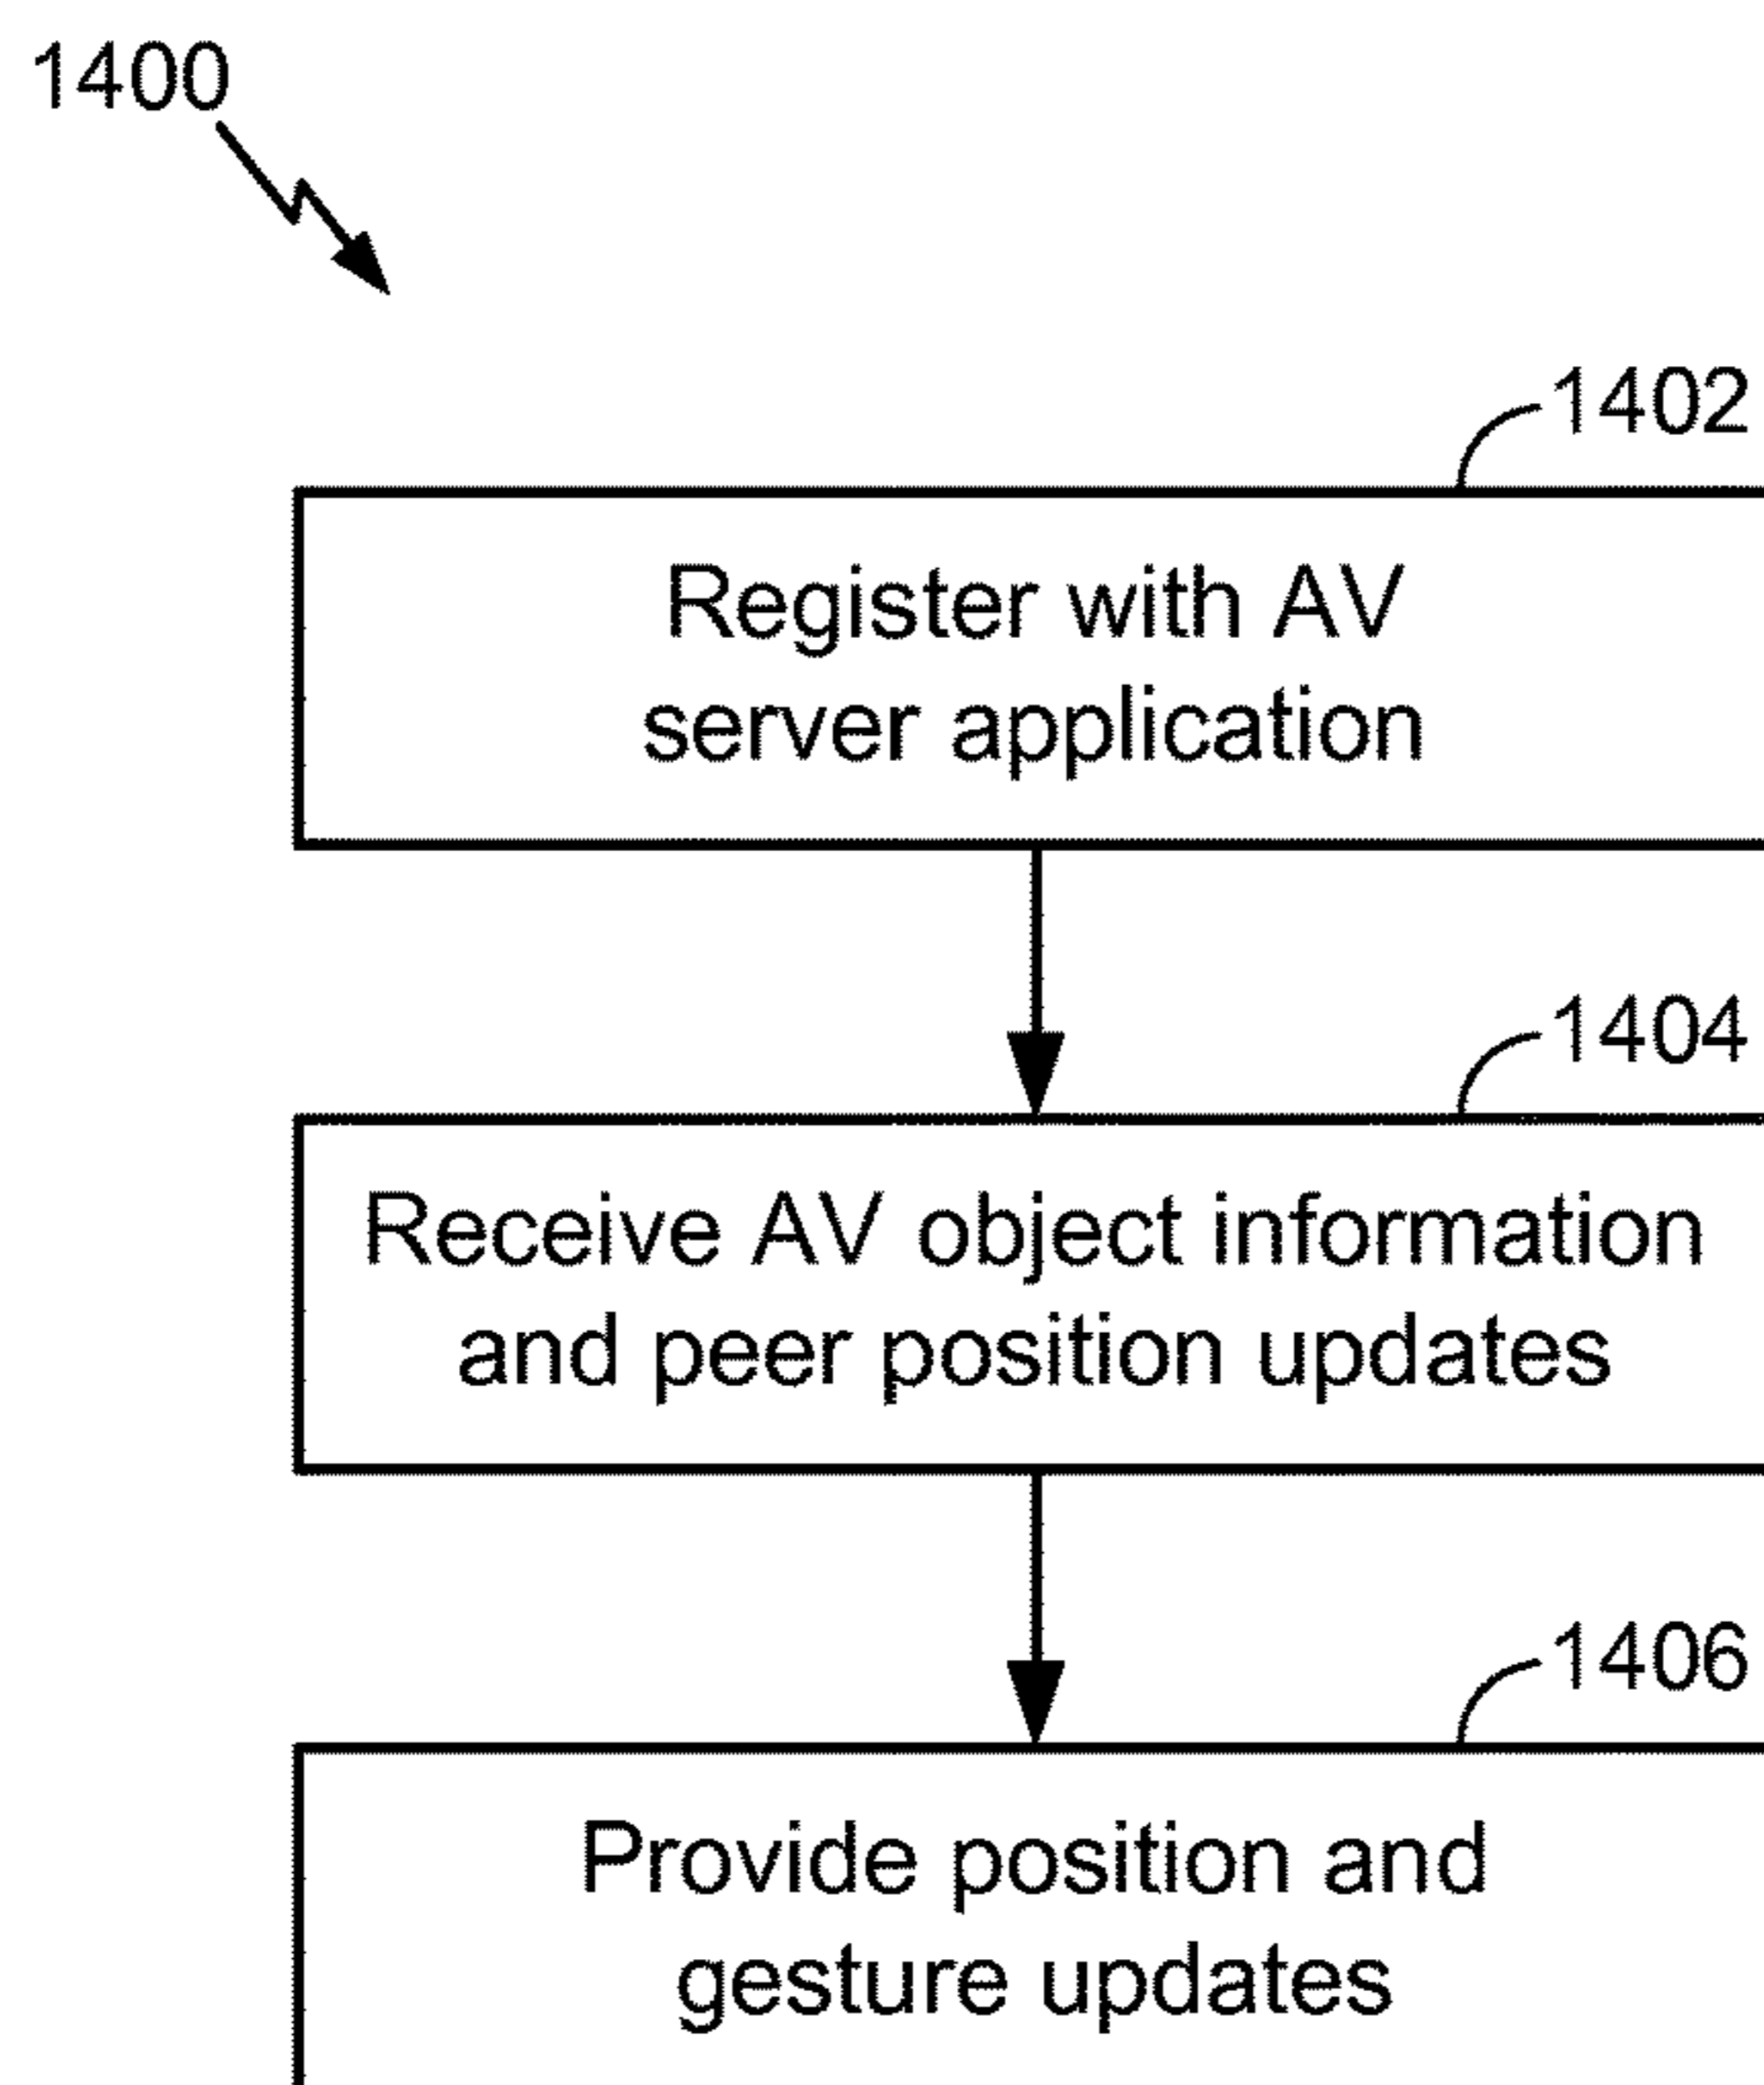 1400
1402
Register with AV
server application
1404
Receive AV object information
and peer position updates
1406
Provide position and
gesture updates